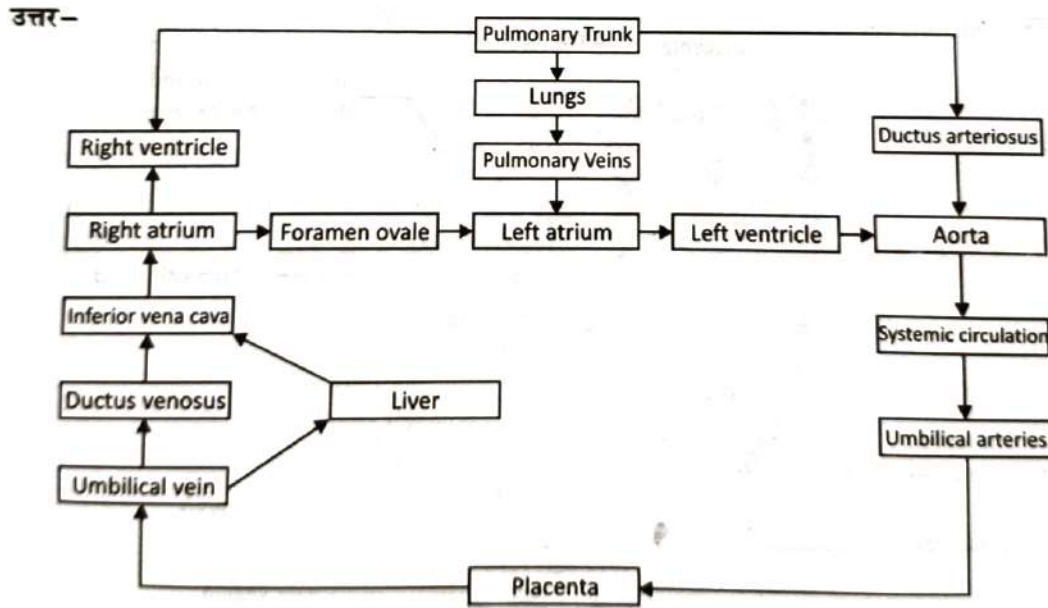 उत्तर–
Pulmonary Trunk
Lungs
Right ventricle
Ductus arteriosus
Pulmonary Veins
Right atrium
Foramen ovale
Left atrium
Left ventricle
Aorta
Inferior vena cava
Systemic circulation
Ductus venosus
Liver
Umbilical arteries
Umbilical vein
Placenta